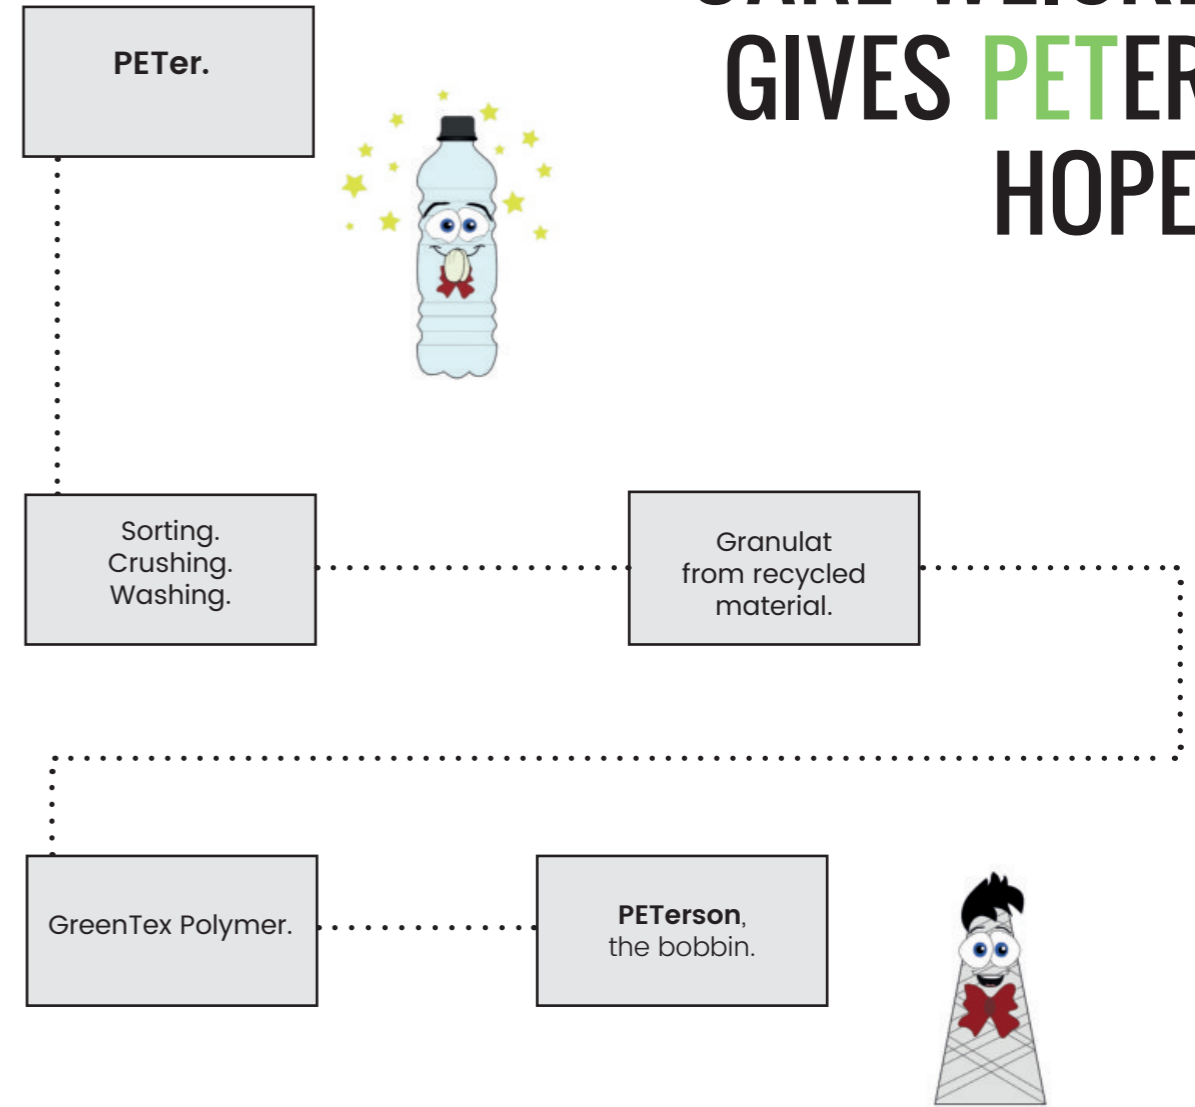 PETer.
GIVES PETER
HOPE
Sorting.
Crushing.
Washing.
Granulat
from recycled
material.
GreenTex Polymer.
PETerson,
the bobbin.